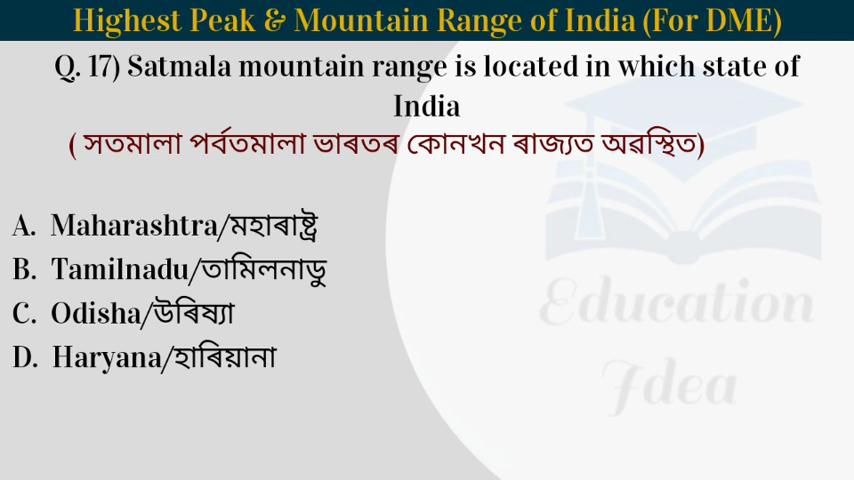 Highest Peak & Mountain Range of India (For DME)
Q. 17) Satmala mountain range is located in which state of
India
( সতমালা পৰ্বতমালা ভাৰতৰ কোনখন ৰাজ্যত অৱস্থিত)
A. Maharashtra/মহাৰাষ্ট্ৰ
B. Tamilnadu/তামিলনাডু
C. Odisha/উৰিষ্যা
D. Haryana/হাৰিয়ানা
Education
Idea